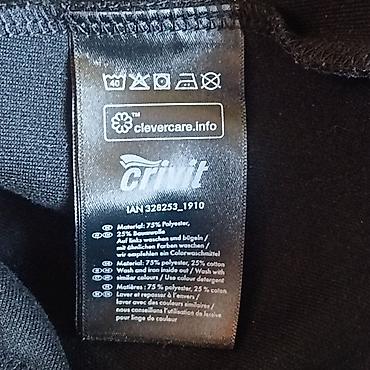 40
™
clevercare.info
crivit
IAN 328253_1910
Material: 75% Polyester,
25% Baumwolle
Auf links waschen und bügeln /
mit ähnlichen Farben waschen /
wir empfehlen ein Colorwaschmittel
Material: 75% polyester, 25% cotton
Wash and iron inside out / Wash with
similar colours / Use colour detergent
Matières : 75 % polyester, 25 % coton
Laver et repasser à l'envers /
laver avec des couleurs similaires /
nous conseillons l'utilisation de lessive
pour linge de couleur